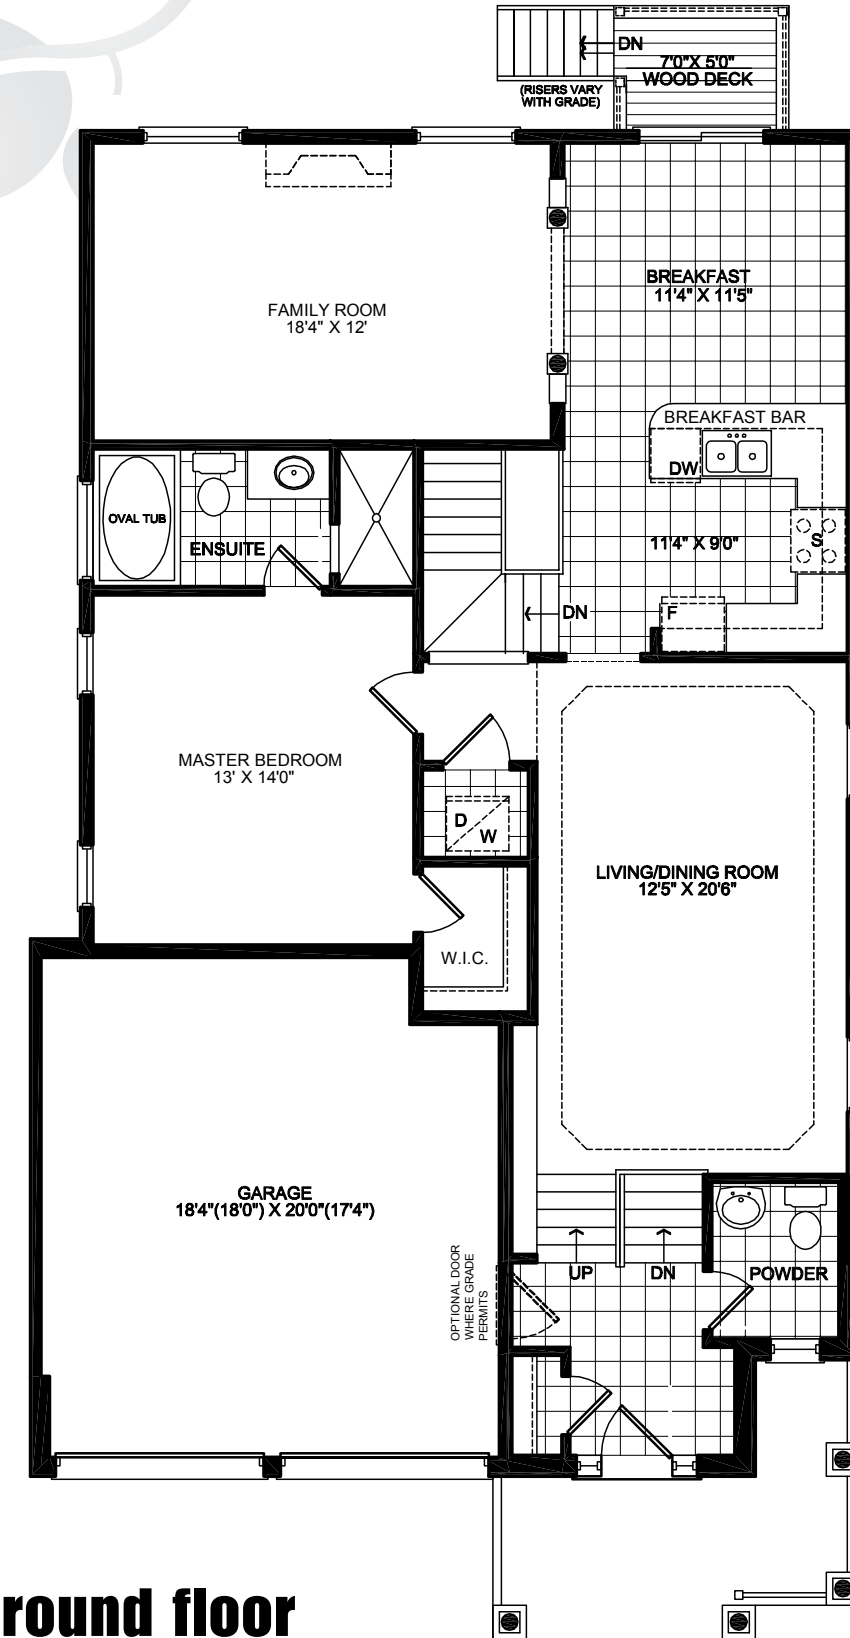 DN
7'0"X 5'0"
WOOD DECK
(RISERS VARY
WITH GRADE)
BREAKFAST
11'4" X 11'5"
FAMILY ROOM
18'4" X 12'
BREAKFAST BAR
DW
OVAL TUB
ENSUITE
11'4" X 9'0"
S
DN
F
MASTER BEDROOM
13' X 14'0"
D
W
LIVING/DINING ROOM
12'5" X 20'6"
W.I.C.
GARAGE
18'4"(18'0") X 20'0"(17'4")
OPTIONAL DOOR
WHERE GRADE
PERMITS
UP
DN
POWDER
round floor